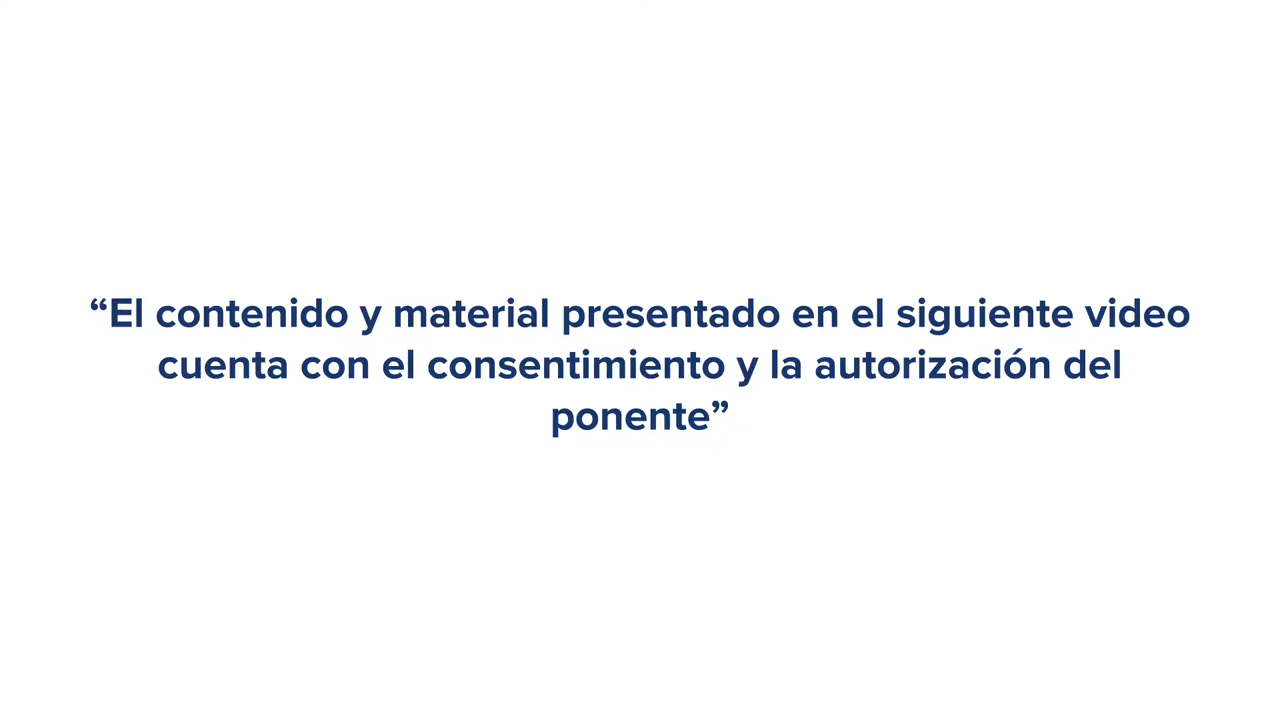 “El contenido y material presentado en el siguiente video
cuenta con el consentimiento y la autorización del
ponente”